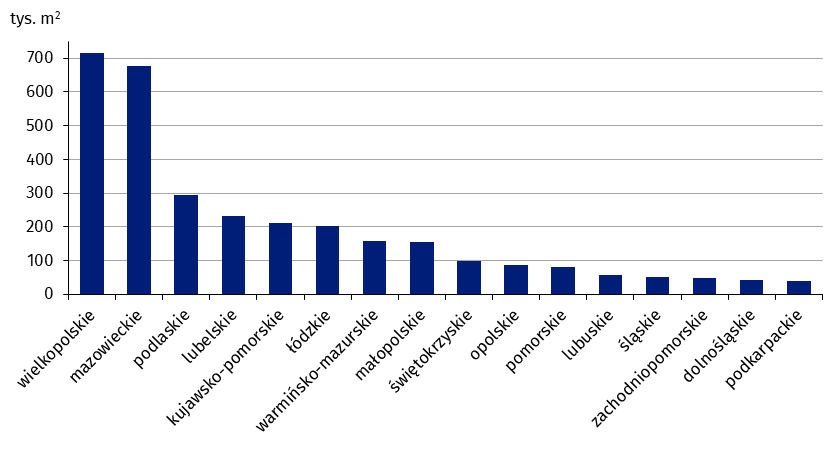 tys. m²
700
600
500
400
300
200
100
0
wielkopolskie
mazowieckie
podlaskie
lubelskie
kujawsko-pomorskie
łódzkie
warmińsko-mazurskie
małopolskie
świętokrzyskie
opolskie
pomorskie
lubuskie
śląskie
zachodniopomorskie
dolnośląskie
podkarpackie